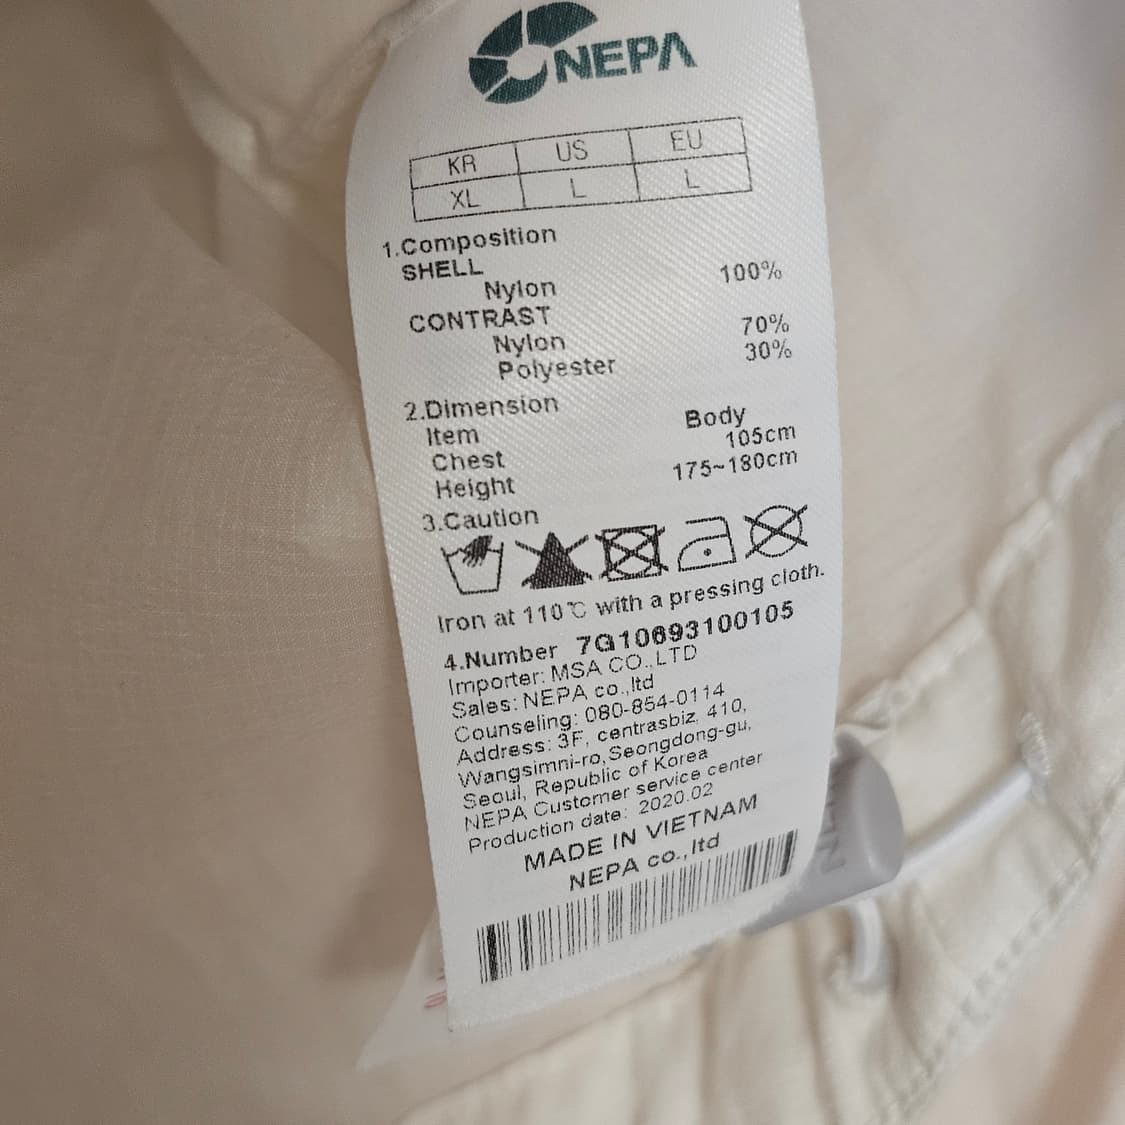 NEPA
KR US EU
XL L L
1.Composition
SHELL
Nylon 100%
CONTRAST
Nylon 70%
Polyester 30%
2.Dimension
Item Body
Chest 105cm
Height 175~180cm
3.Caution
Iron at 110℃ with a pressing cloth.
4.Number 7G10693100105
Importer: MSA CO.,LTD
Sales: NEPA co.,ltd
Counseling: 080-854-0114
Address: 3F, centrasbiz, 410,
Wangsimni-ro,Seongdong-gu,
Seoul, Republic of Korea
NEPA Customer service center
Production date: 2020.02
MADE IN VIETNAM
NEPA co.,ltd